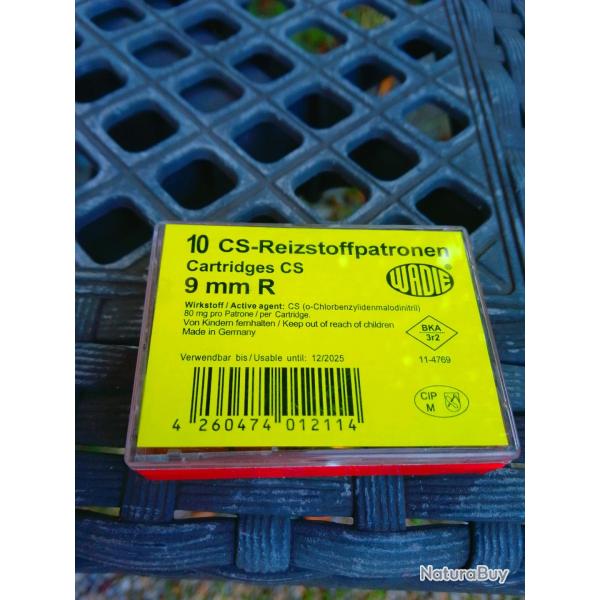 10 CS-Reizstoffpatronen
Cartridges CS
9 mm R
WADIE ®
Wirkstoff / Active agent: CS (o-Chlorbenzylidenmalodinitril)
80 mg pro Patrone / per Cartridge.
Von Kindern fernhalten / Keep out of reach of children
Made in Germany
BKA
3r2
11-4769
Verwendbar bis / Usable until: 12/2025
CIP
M
4 260474 012114
NaturaBuy